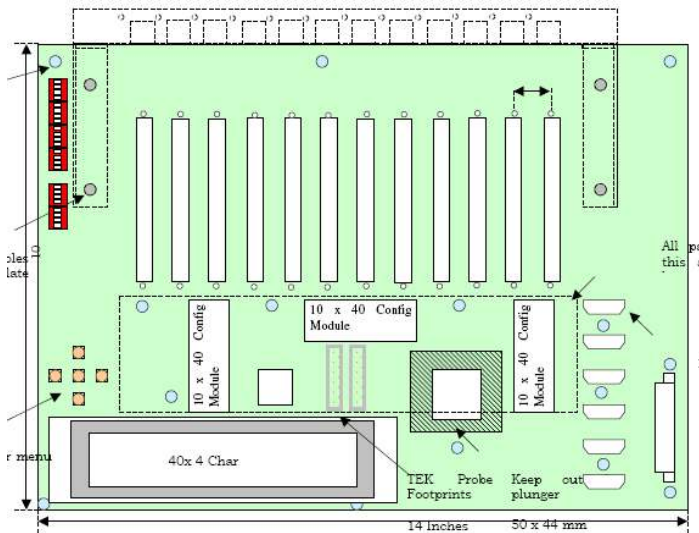 All
this
10
late
10 x 40 Config
Module
10 x 40 Config
Module
10 x 40 Config
Module
menu
40x 4 Char
TEK Probe
Footprints
Keep out
plunger
14 Inches
50 x 44 mm